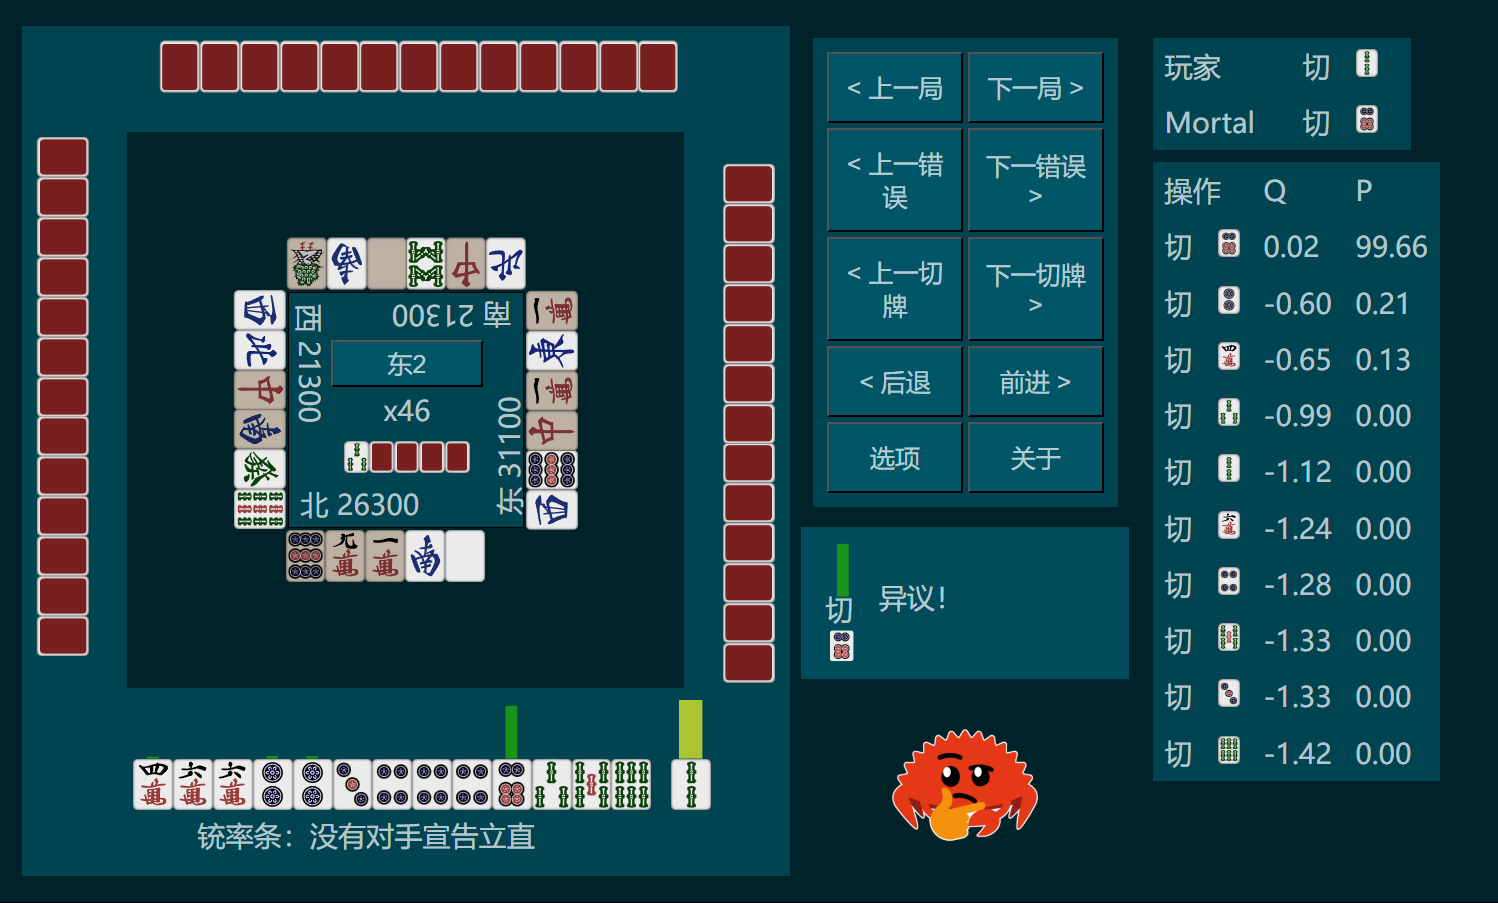 南 21300
西 21300
东2
x46
东 31100
北 26300
铳率条：没有对手宣告立直
< 上一局
下一局 >
< 上一错
误
下一错误
>
< 上一切
牌
下一切牌
>
< 后退
前进 >
选项
关于
切
异议！
玩家 切
Mortal 切
操作 Q P
切 0.02 99.66
切 -0.60 0.21
切 -0.65 0.13
切 -0.99 0.00
切 -1.12 0.00
切 -1.24 0.00
切 -1.28 0.00
切 -1.33 0.00
切 -1.33 0.00
切 -1.42 0.00